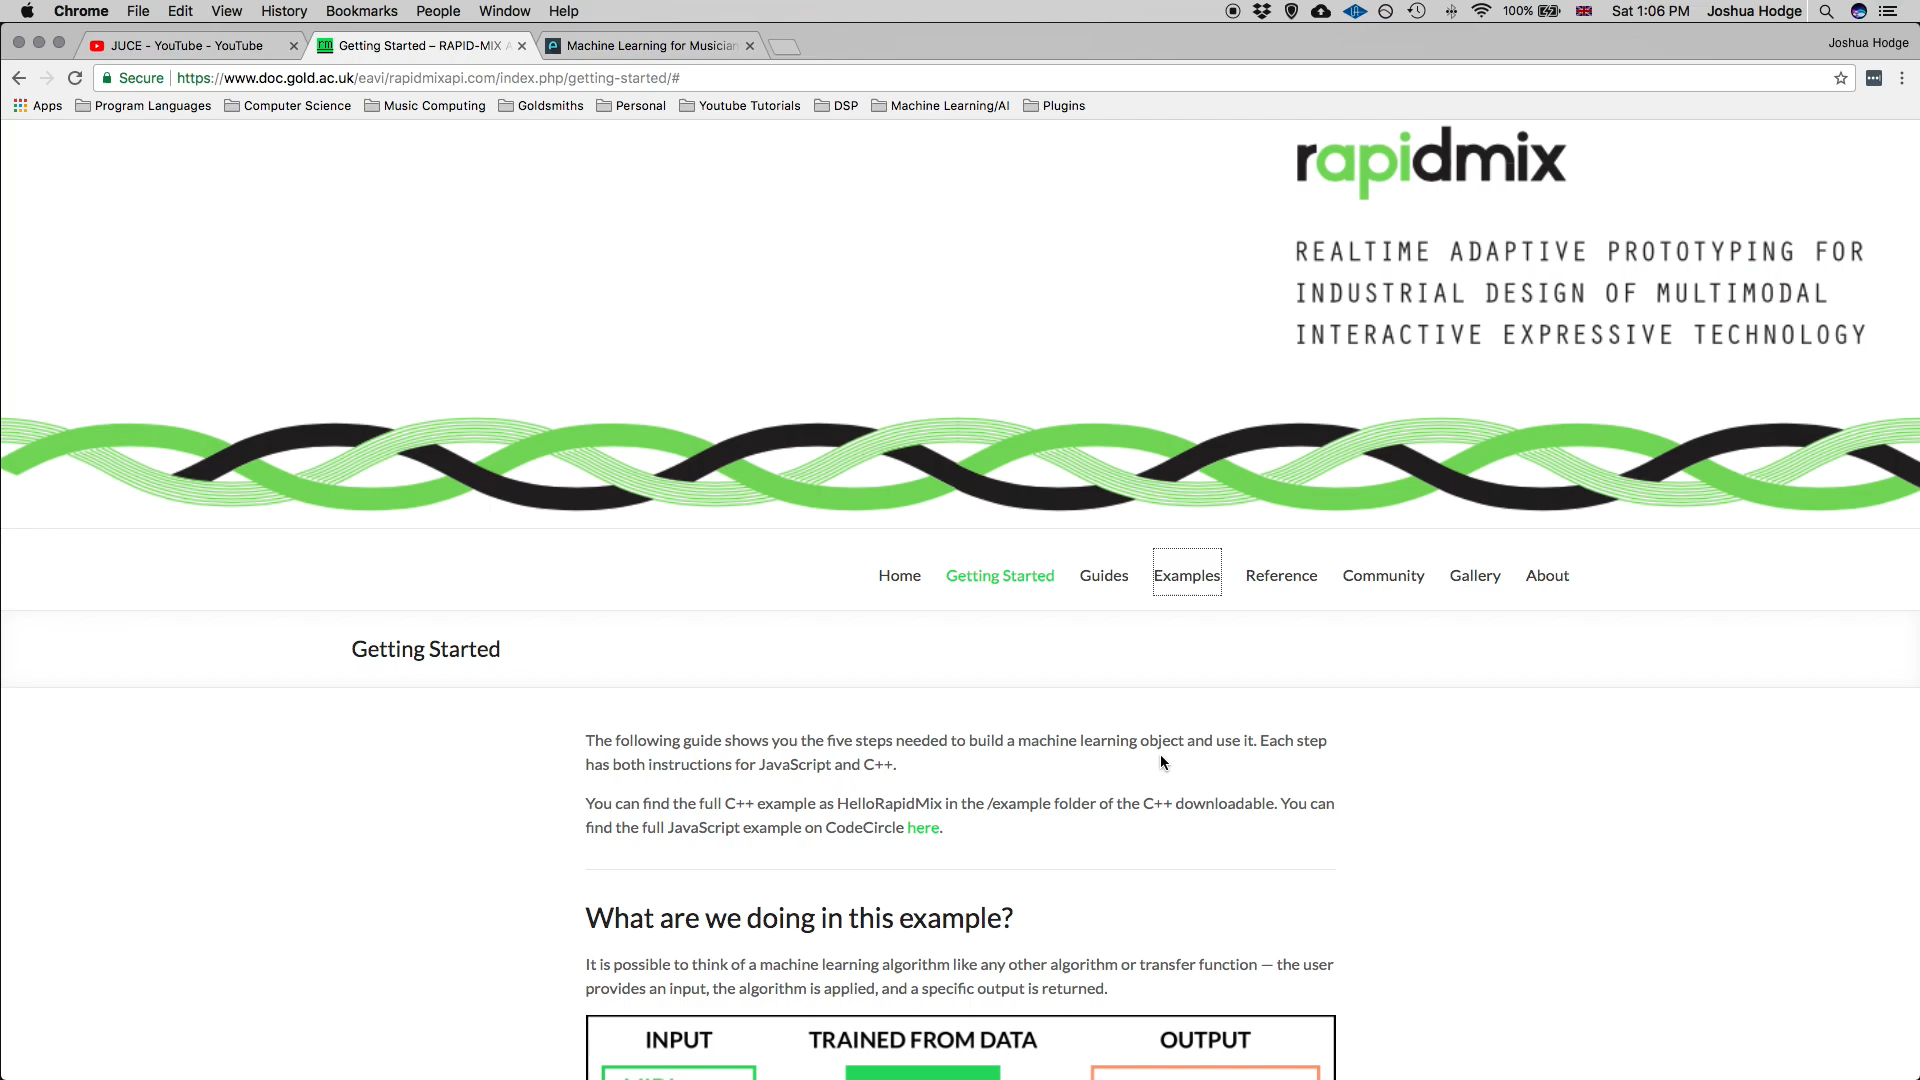 Chrome File Edit View History Bookmarks People Window Help 100% Sat 1:06 PM Joshua Hodge
JUCE - YouTube - YouTube
rm Getting Started – RAPID-MIX A
Machine Learning for Musician
Joshua Hodge
Secure https://www.doc.gold.ac.uk/eavi/rapidmixapi.com/index.php/getting-started/#
Apps Program Languages Computer Science Music Computing Goldsmiths Personal Youtube Tutorials DSP Machine Learning/AI Plugins
rapidmix
REALTIME ADAPTIVE PROTOTYPING FOR
INDUSTRIAL DESIGN OF MULTIMODAL
INTERACTIVE EXPRESSIVE TECHNOLOGY
Home Getting Started Guides Examples Reference Community Gallery About
Getting Started
The following guide shows you the five steps needed to build a machine learning object and use it. Each step
has both instructions for JavaScript and C++.
You can find the full C++ example as HelloRapidMix in the /example folder of the C++ downloadable. You can
find the full JavaScript example on CodeCircle here.
What are we doing in this example?
It is possible to think of a machine learning algorithm like any other algorithm or transfer function — the user
provides an input, the algorithm is applied, and a specific output is returned.
INPUT TRAINED FROM DATA OUTPUT